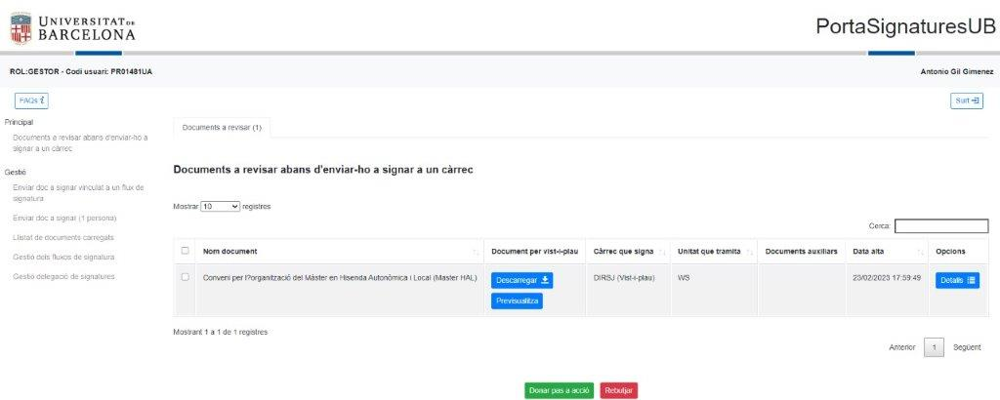 UNIVERSITAT DE
BARCELONA
PortaSignaturesUB
ROL:GESTOR - Codi usuari: PR01481UA
Antonio Gil Gimenez
FAQs
Surt
Principal
Documents a revisar abans d'enviar-ho a
signar a un càrrec
Gestió
Enviar doc a signar vinculat a un flux de
signatura
Enviar doc a signar (1 persona)
Llistat de documents carregats
Gestió dels fluxos de signatura
Gestió delegació de signatures
Documents a revisar (1)
Documents a revisar abans d'enviar-ho a signar a un càrrec
Mostrar 10 registres
Cerca:
Nom document Document per vist-i-plau Càrrec que signa Unitat que tramita Documents auxiliars Data alta Opcions
Conveni per l?organització del Màster en Hisenda Autonòmica i Local (Master HAL) Descarregar DIRSJ (Vist-i-plau) WS 23/02/2023 17:59:49 Detalls
Previsualitza
Mostrant 1 a 1 de 1 registres
Anterior 1 Següent
Donar pas a acció Rebutjar